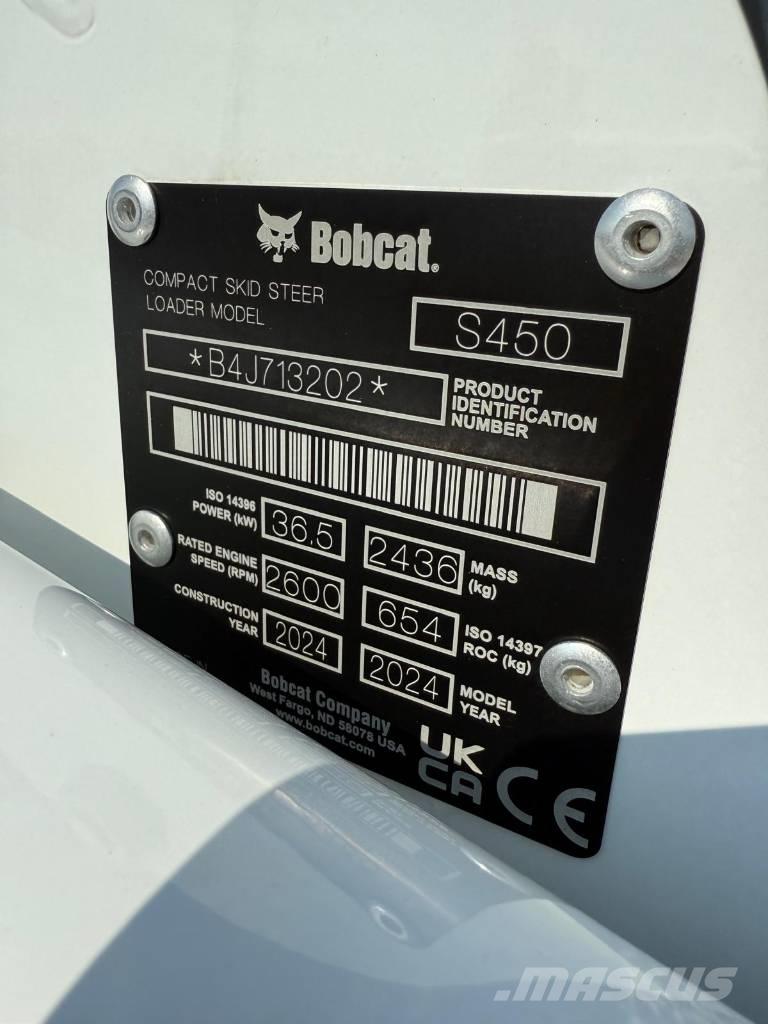 Bobcat.
COMPACT SKID STEER
LOADER MODEL
S450
*B4J713202*
PRODUCT
IDENTIFICATION
NUMBER
ISO 14396
POWER (kW)
36.5
2436
MASS
(kg)
RATED ENGINE
SPEED (RPM)
2600
654
ISO 14397
ROC (kg)
CONSTRUCTION
YEAR
2024
2024
MODEL
YEAR
Bobcat Company
West Fargo, ND 58078 USA
www.bobcat.com
UK
CA
CE
MASCUS